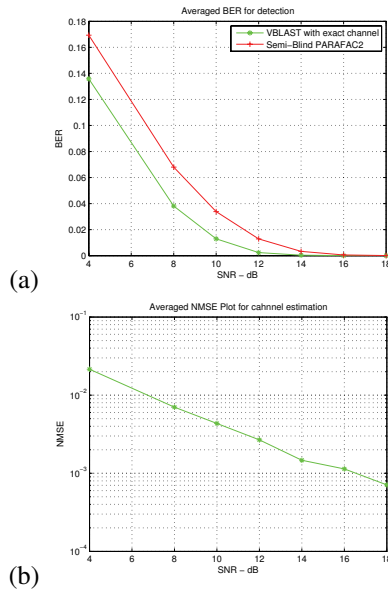 Averaged BER for detection
VBLAST with exact channel
Semi-Blind PARAFAC2
0.18
0.16
0.14
0.12
0.1
0.08
0.06
0.04
0.02
0
BER
4 6 8 10 12 14 16 18
SNR - dB
(a)
Averaged NMSE Plot for cahnnel estimation
10^-1
10^-2
10^-3
10^-4
NMSE
4 6 8 10 12 14 16 18
SNR - dB
(b)